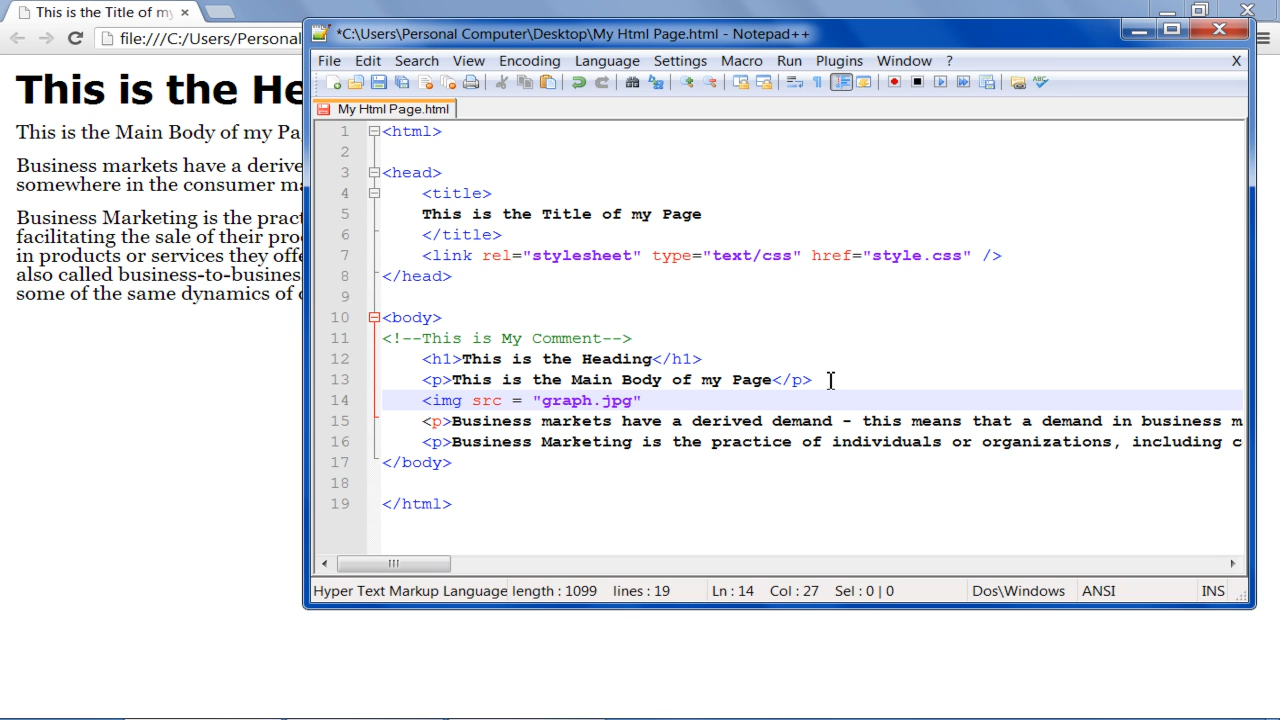 This is the Title of my
file:///C:/Users/Personal
This is the He
This is the Main Body of my Pa
Business markets have a derive
somewhere in the consumer ma
Business Marketing is the pract
facilitating the sale of their pro
in products or services they offe
also called business-to-busines
some of the same dynamics of
*C:\Users\Personal Computer\Desktop\My Html Page.html - Notepad++
File Edit Search View Encoding Language Settings Macro Run Plugins Window ? X
My Html Page.html
1 <html>
2
3 <head>
4 <title>
5 This is the Title of my Page
6 </title>
7 <link rel="stylesheet" type="text/css" href="style.css" />
8 </head>
9
10 <body>
11 <!--This is My Comment-->
12 <h1>This is the Heading</h1>
13 <p>This is the Main Body of my Page</p>
14 <img src = "graph.jpg"
15 <p>Business markets have a derived demand - this means that a demand in business m
16 <p>Business Marketing is the practice of individuals or organizations, including c
17 </body>
18
19 </html>
Hyper Text Markup Language length : 1099 lines : 19 Ln : 14 Col : 27 Sel : 0 | 0 Dos\Windows ANSI INS